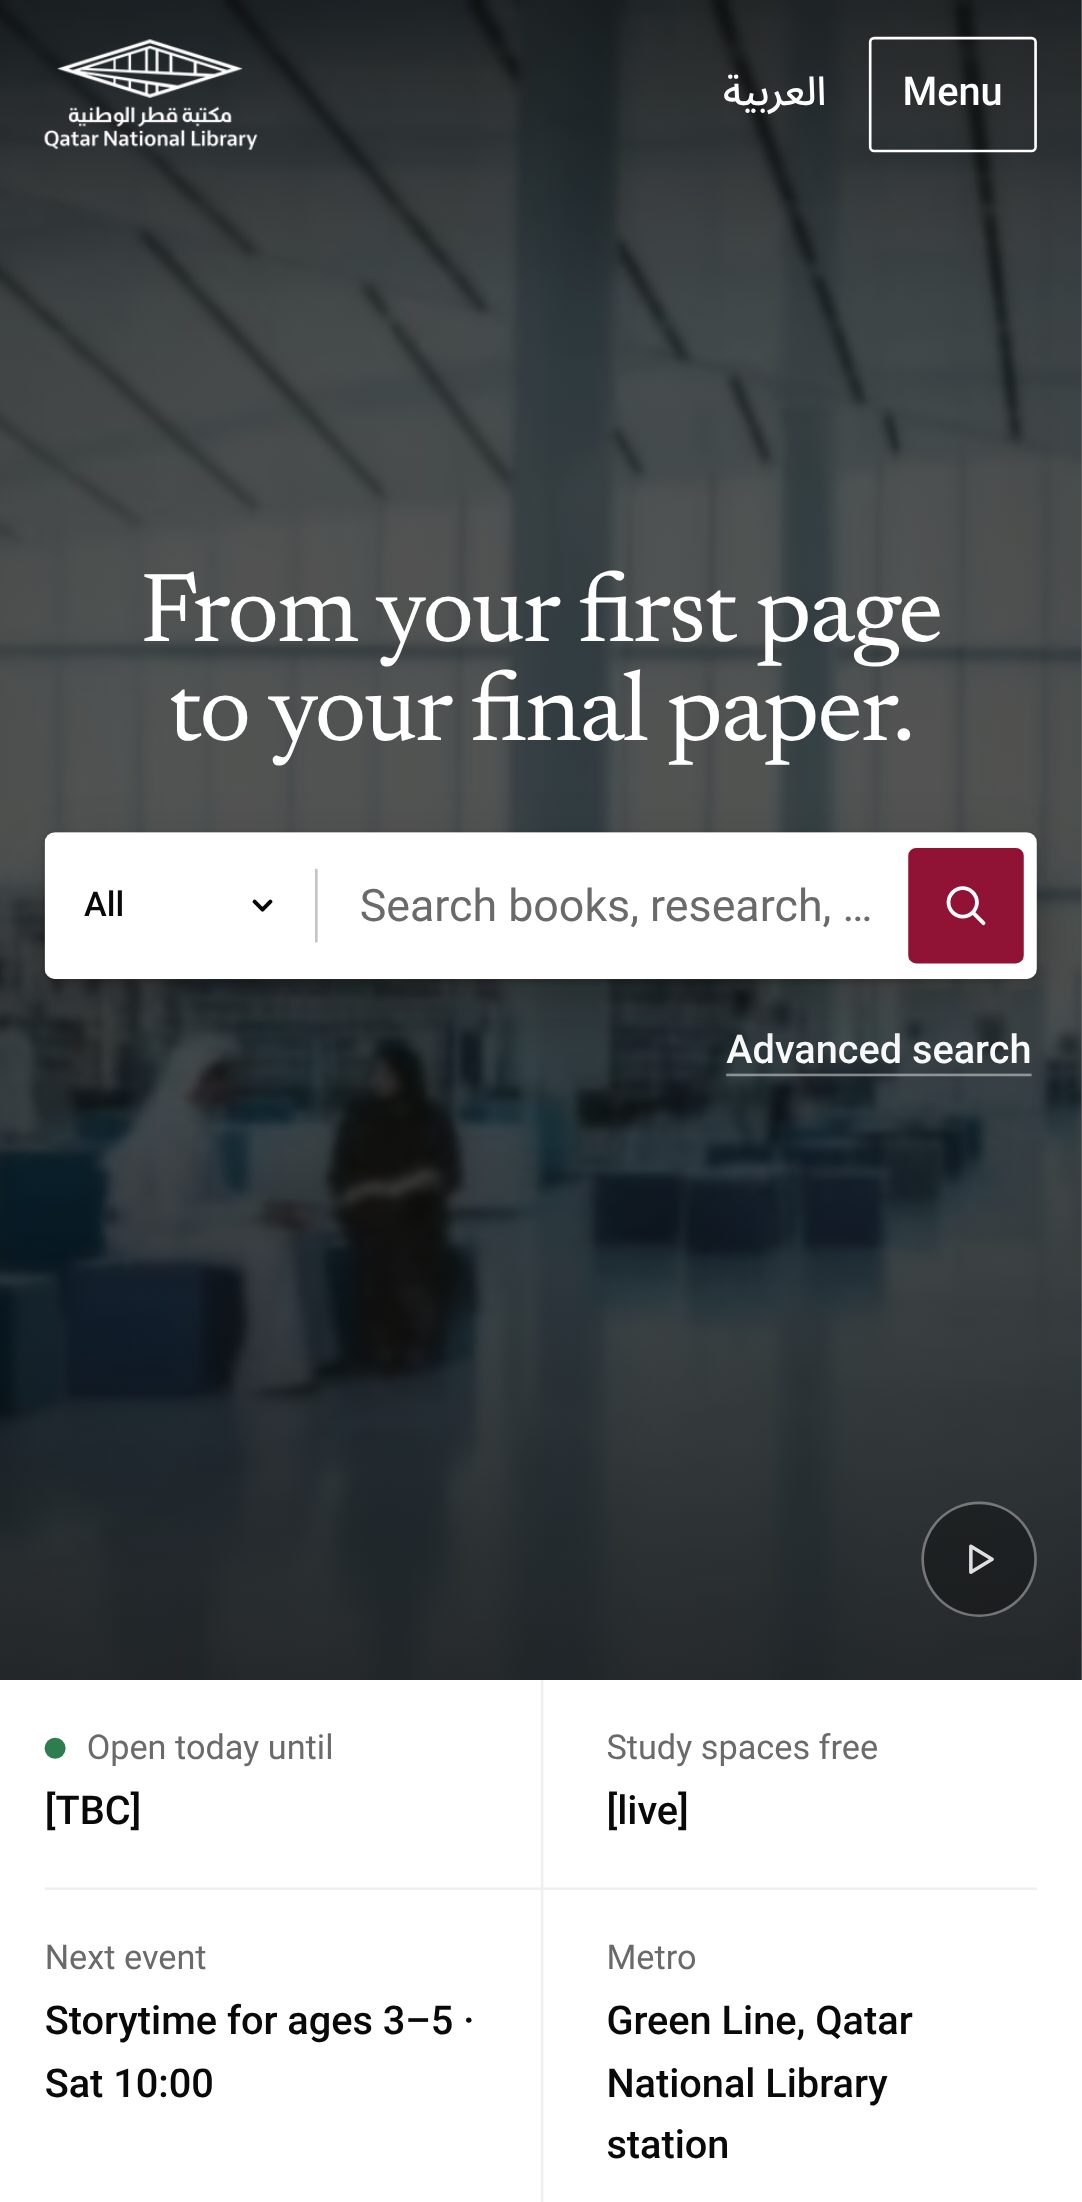 مكتبة قطر الوطنية
Qatar National Library
العربية
Menu
From your first page
to your final paper.
All
Search books, research, ...
Advanced search
Open today until
[TBC]
Study spaces free
[live]
Next event
Storytime for ages 3–5 ·
Sat 10:00
Metro
Green Line, Qatar
National Library
station